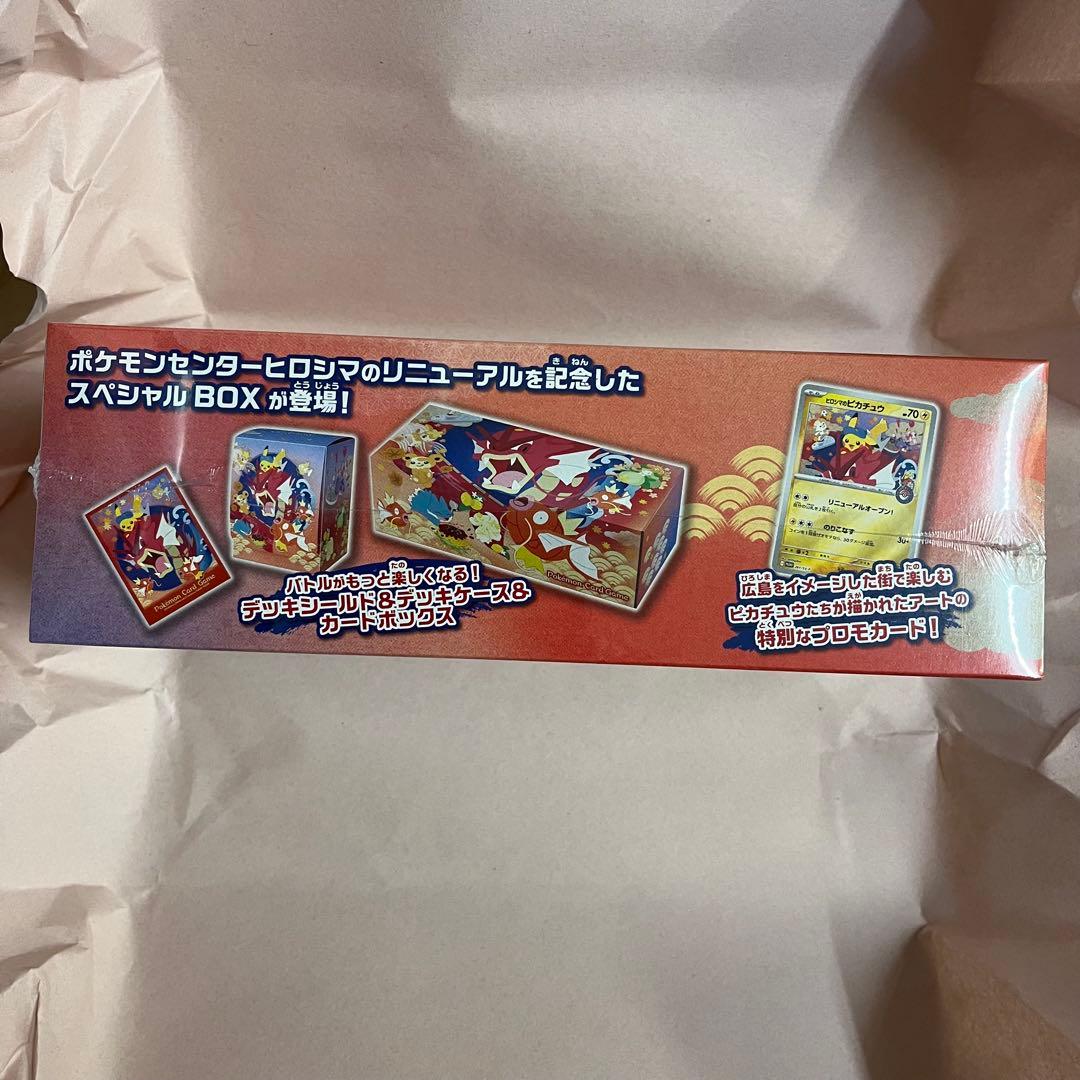 ポケモンセンターヒロシマのリニューアルを記念した
スペシャルBOXが登場!
Pokémon Card Game
Pokémon Card Game
バトルがもっと楽しくなる!
デッキシールド&デッキケース&
カードボックス
ヒロシマのピカチュウ HP70
リニューアルオープン!
のりこなす
30+
広島をイメージした街で楽しむ
ピカチュウたちが描かれたアートの
特別なプロモカード!